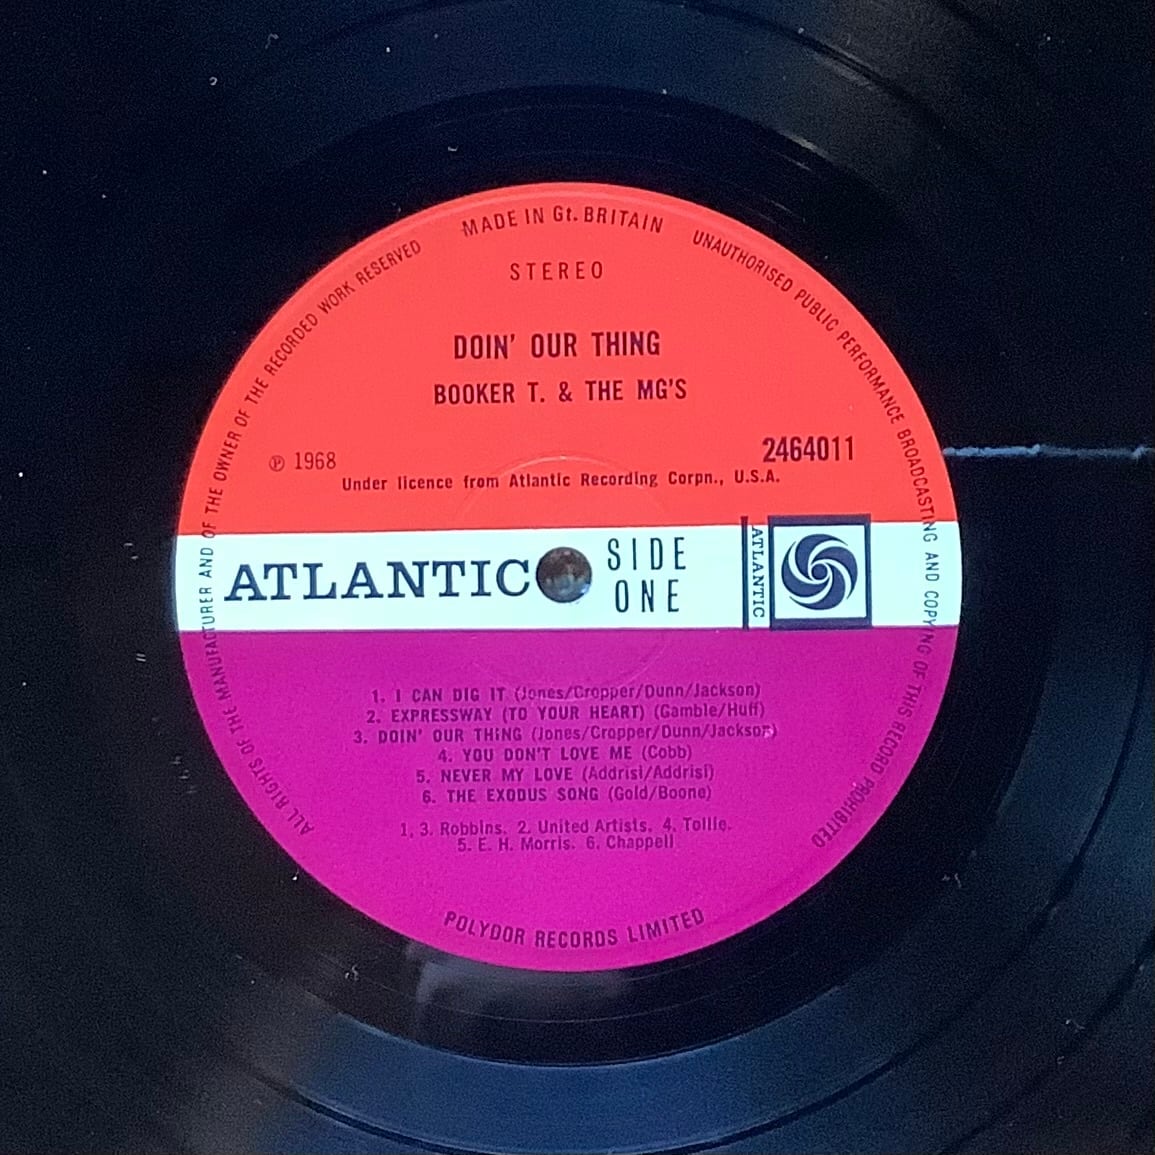 MADE IN Gt. BRITAIN
UNAUTHORISED PUBLIC PERFORMANCE BROADCASTING AND COPYING OF THIS RECORD PROHIBITED
ALL RIGHTS OF THE MANUFACTURER AND OF THE OWNER OF THE RECORDED WORK RESERVED
STEREO
DOIN' OUR THING
BOOKER T. & THE MG'S
℗ 1968
2464011
Under licence from Atlantic Recording Corpn., U.S.A.
ATLANTIC
SIDE
ONE
ATLANTIC
1. I CAN DIG IT (Jones/Cropper/Dunn/Jackson)
2. EXPRESSWAY (TO YOUR HEART) (Gamble/Huff)
3. DOIN' OUR THING (Jones/Cropper/Dunn/Jackson)
4. YOU DON'T LOVE ME (Cobb)
5. NEVER MY LOVE (Addrisi/Addrisi)
6. THE EXODUS SONG (Gold/Boone)
1, 3. Robbins. 2. United Artists. 4. Tollie.
5. E. H. Morris. 6. Chappell
POLYDOR RECORDS LIMITED